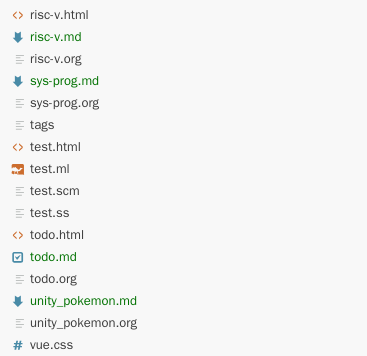 risc-v.html
risc-v.md
risc-v.org
sys-prog.md
sys-prog.org
tags
test.html
test.ml
test.scm
test.ss
todo.html
todo.md
todo.org
unity_pokemon.md
unity_pokemon.org
vue.css